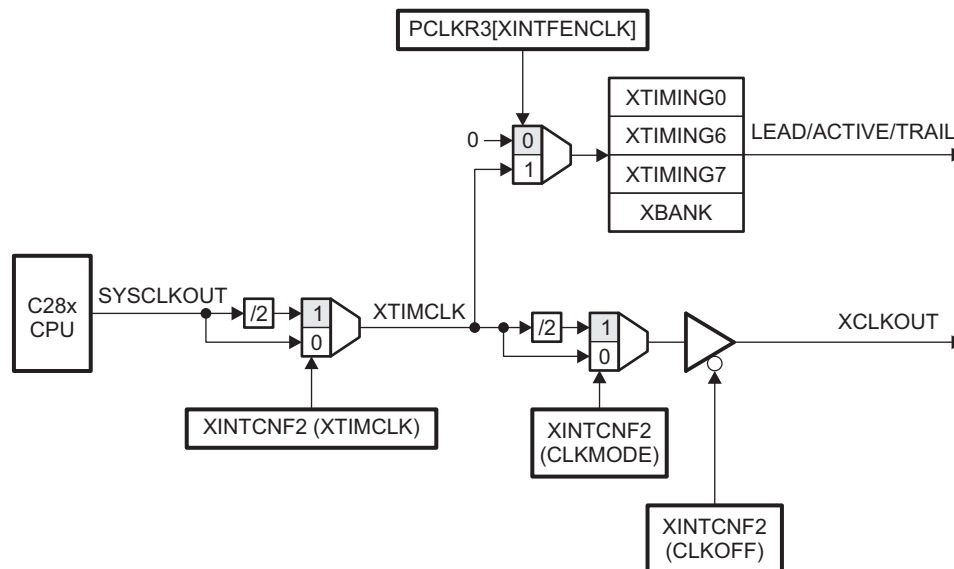 PCLKR3[XINTFENCLK]
XTIMING0
0
0
XTIMING6
LEAD/ACTIVE/TRAIL
1
XTIMING7
XBANK
C28x
CPU
SYSCLKOUT
/2
1
0
XTIMCLK
/2
1
0
XCLKOUT
XINTCNF2 (XTIMCLK)
XINTCNF2
(CLKMODE)
XINTCNF2
(CLKOFF)